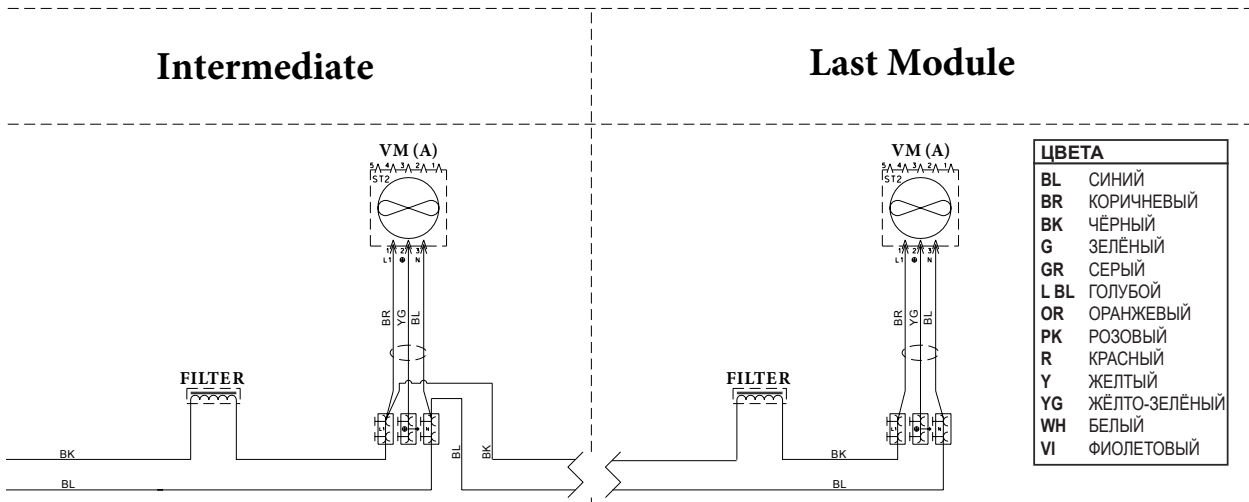 Intermediate
Last Module
VM (A)
5 4 3 2 1
ST2
1 2 3
L1 ⊕ N
BR YG BL
FILTER
L1 ⊕ N
BK
BL
BL
BK
VM (A)
5 4 3 2 1
ST2
1 2 3
L1 ⊕ N
BR YG BL
FILTER
L1 ⊕ N
BK
BL
ЦВЕТА
BL СИНИЙ
BR КОРИЧНЕВЫЙ
BK ЧЁРНЫЙ
G ЗЕЛЁНЫЙ
GR СЕРЫЙ
L BL ГОЛУБОЙ
OR ОРАНЖЕВЫЙ
PK РОЗОВЫЙ
R КРАСНЫЙ
Y ЖЕЛТЫЙ
YG ЖЁЛТО-ЗЕЛЁНЫЙ
WH БЕЛЫЙ
VI ФИОЛЕТОВЫЙ